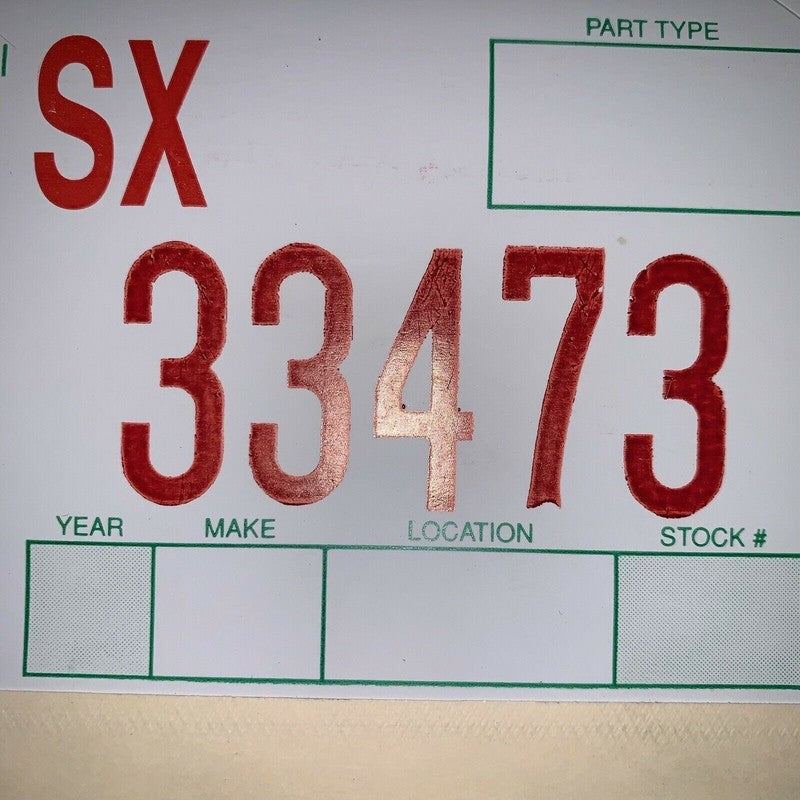 PART TYPE
SX
33473
YEAR MAKE LOCATION STOCK #